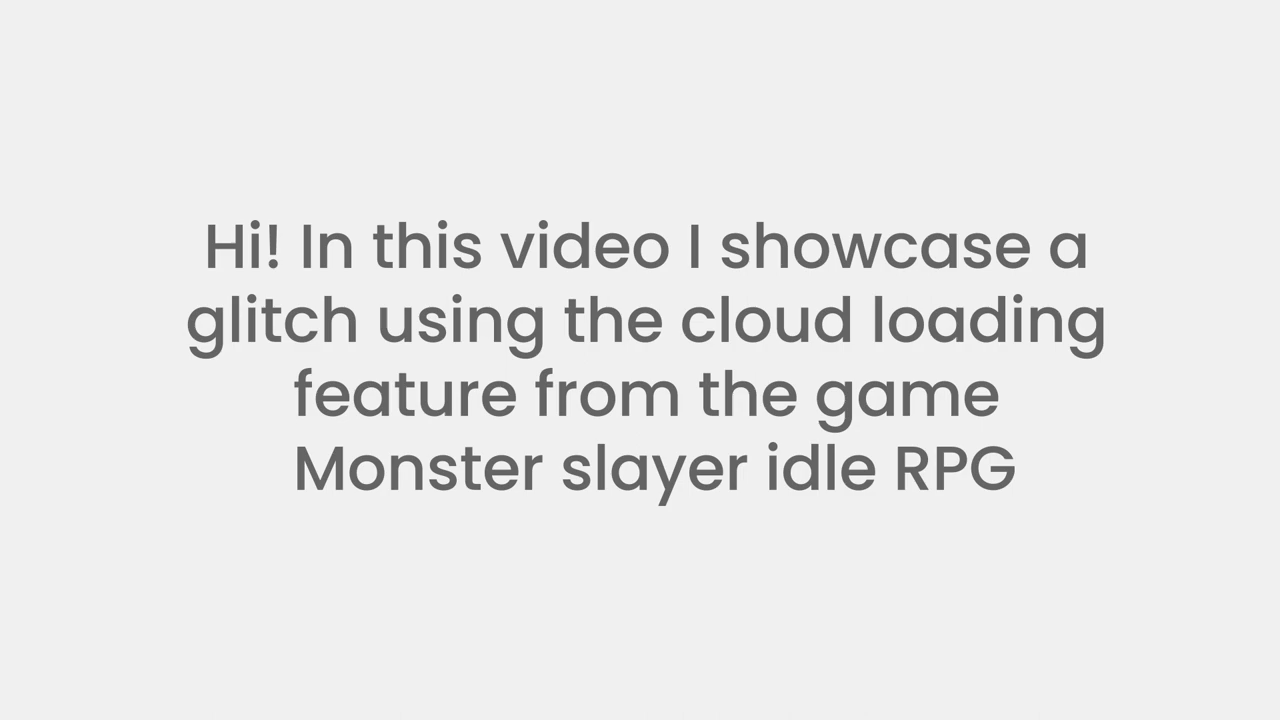 Hi! In this video I showcase a
glitch using the cloud loading
feature from the game
Monster slayer idle RPG